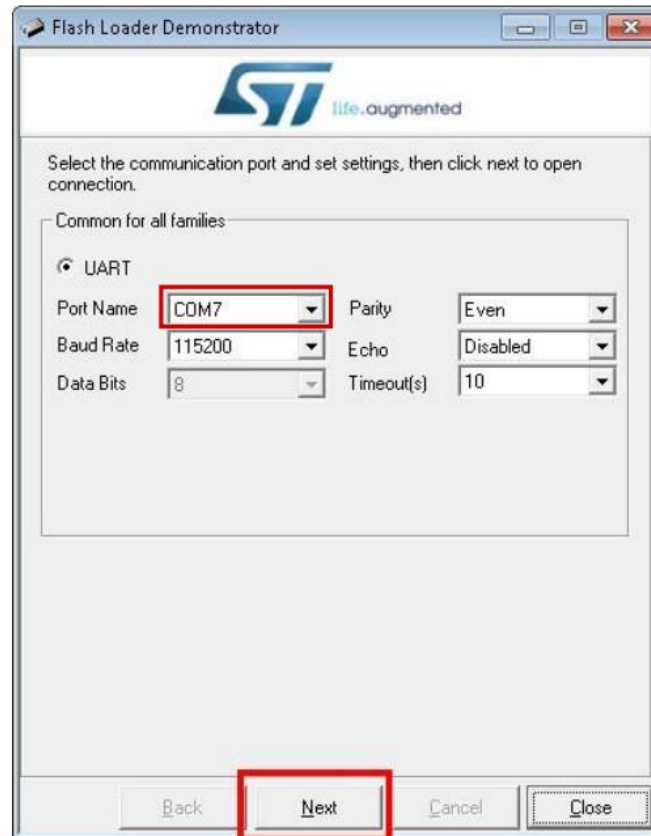 Flash Loader Demonstrator
ST
life.augmented
Select the communication port and set settings, then click next to open
connection.
Common for all families
UART
Port Name COM7 Parity Even
Baud Rate 115200 Echo Disabled
Data Bits 8 Timeout(s) 10
Back Next Cancel Close